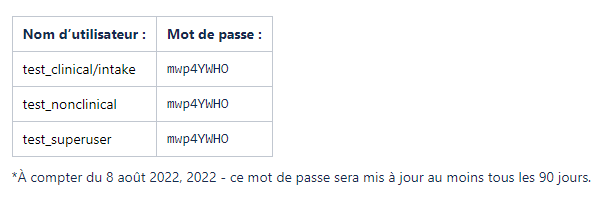 Nom d'utilisateur : Mot de passe :
test_clinical/intake mwp4YWHO
test_nonclinical mwp4YWHO
test_superuser mwp4YWHO
*À compter du 8 août 2022, 2022 - ce mot de passe sera mis à jour au moins tous les 90 jours.